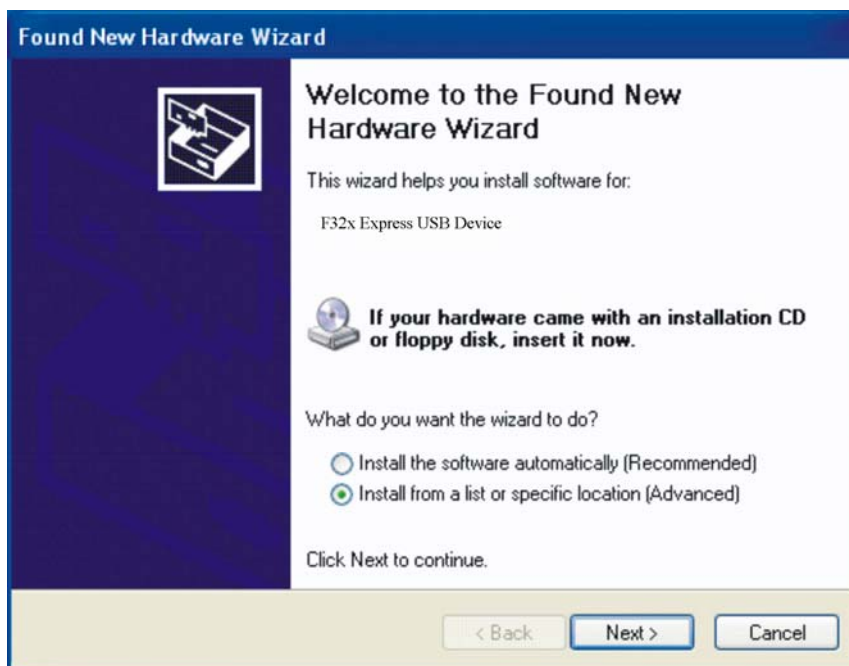 Found New Hardware Wizard
Welcome to the Found New
Hardware Wizard
This wizard helps you install software for:
F32x Express USB Device
If your hardware came with an installation CD
or floppy disk, insert it now.
What do you want the wizard to do?
Install the software automatically (Recommended)
Install from a list or specific location (Advanced)
Click Next to continue.
< Back
Next >
Cancel